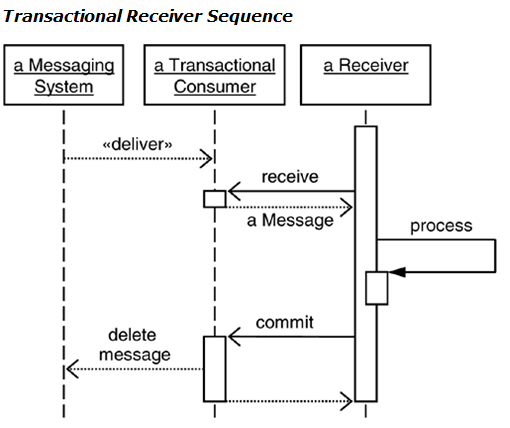 Transactional Receiver Sequence
a Messaging
System
a Transactional
Consumer
a Receiver
«deliver»
receive
a Message
process
commit
delete
message